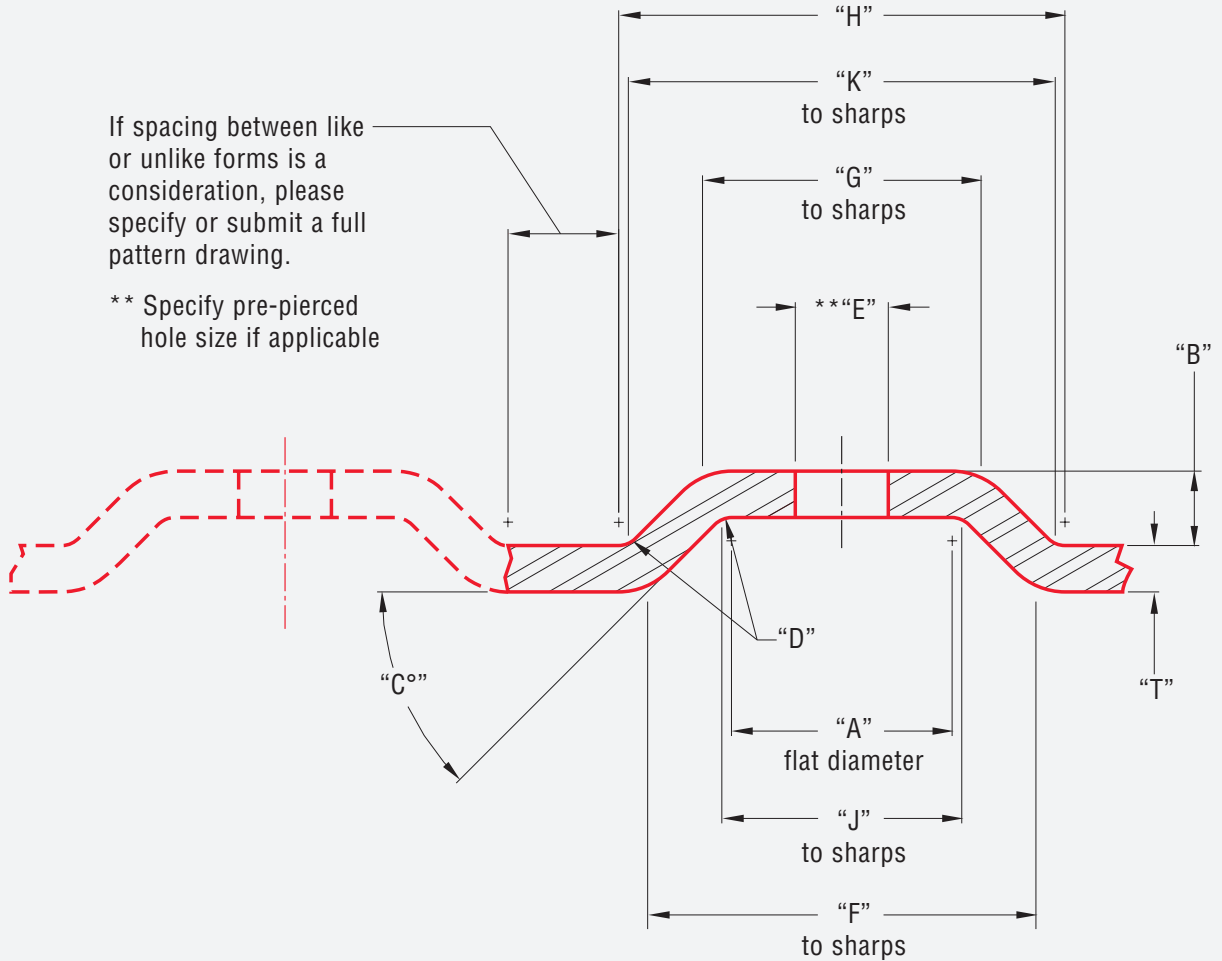 “H”
“K”
to sharps
If spacing between like
or unlike forms is a
consideration, please
specify or submit a full
pattern drawing.
“G”
to sharps
** Specify pre-pierced
hole size if applicable
**“E”
“B”
“D”
“C°”
“T”
“A”
flat diameter
“J”
to sharps
“F”
to sharps